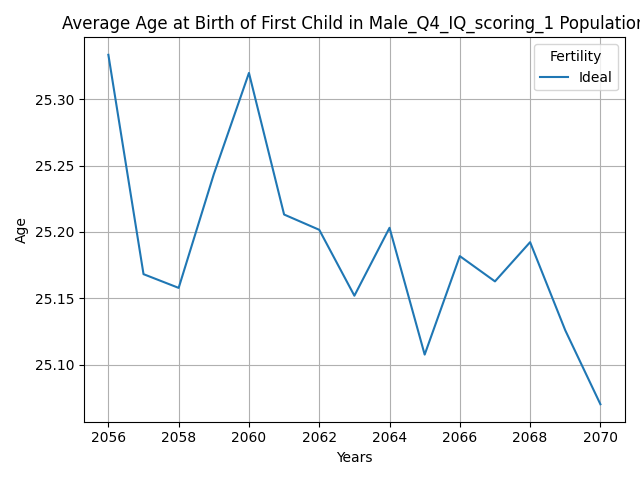 Average Age at Birth of First Child in Male_Q4_IQ_scoring_1 Population
Fertility
Ideal
25.30
25.25
25.20
25.15
25.10
Age
2056 2058 2060 2062 2064 2066 2068 2070
Years